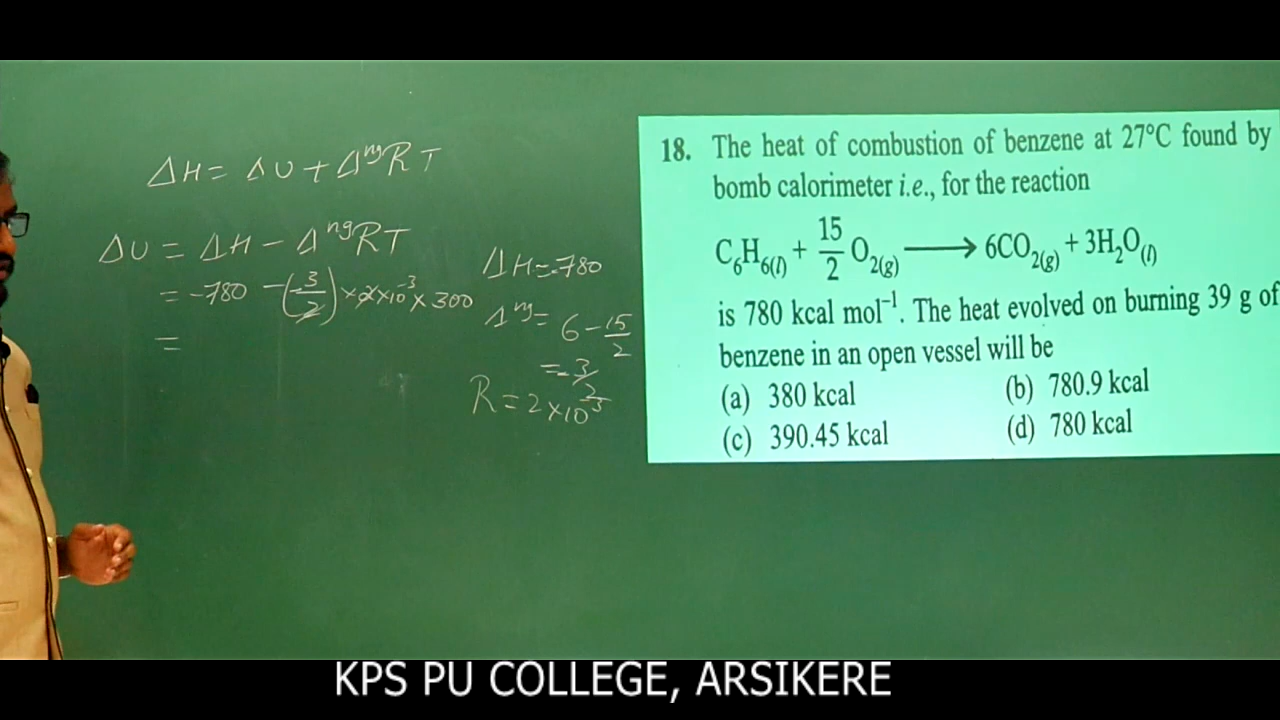 ΔH = ΔU + Δng RT
ΔU = ΔH - Δng RT
= -780 - (-3/2) × 2×10⁻³ × 300
=
ΔH = -780
Δng = 6 - 15/2
= -3/2
R = 2×10⁻³
18. The heat of combustion of benzene at 27°C found by
bomb calorimeter i.e., for the reaction
C₆H₆(l) + 15/2 O₂(g) ⟶ 6CO₂(g) + 3H₂O(l)
is 780 kcal mol⁻¹. The heat evolved on burning 39 g of
benzene in an open vessel will be
(a) 380 kcal (b) 780.9 kcal
(c) 390.45 kcal (d) 780 kcal
KPS PU COLLEGE, ARSIKERE